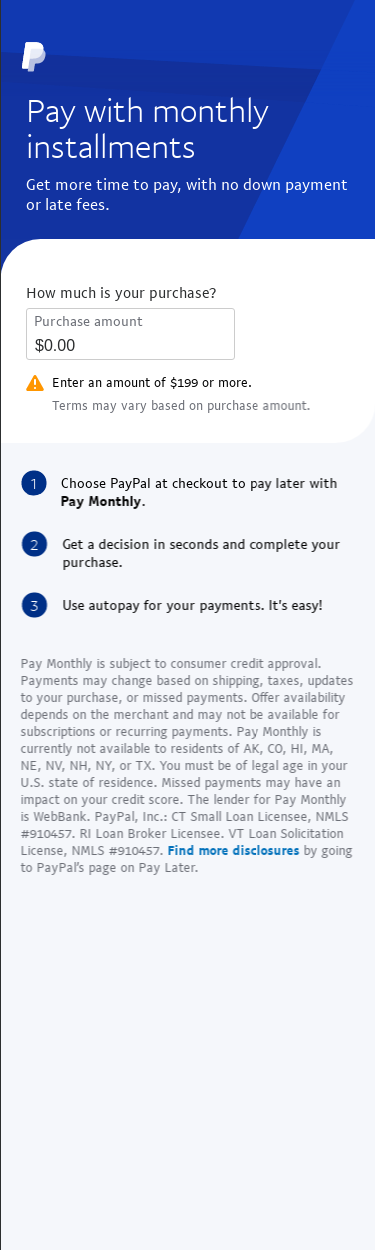 Pay with monthly
installments
Get more time to pay, with no down payment
or late fees.
How much is your purchase?
Purchase amount
$0.00
Enter an amount of $199 or more.
Terms may vary based on purchase amount.
1 Choose PayPal at checkout to pay later with
Pay Monthly.
2 Get a decision in seconds and complete your
purchase.
3 Use autopay for your payments. It's easy!
Pay Monthly is subject to consumer credit approval.
Payments may change based on shipping, taxes, updates
to your purchase, or missed payments. Offer availability
depends on the merchant and may not be available for
subscriptions or recurring payments. Pay Monthly is
currently not available to residents of AK, CO, HI, MA,
NE, NV, NH, NY, or TX. You must be of legal age in your
U.S. state of residence. Missed payments may have an
impact on your credit score. The lender for Pay Monthly
is WebBank. PayPal, Inc.: CT Small Loan Licensee, NMLS
#910457. RI Loan Broker Licensee. VT Loan Solicitation
License, NMLS #910457. Find more disclosures by going
to PayPal's page on Pay Later.